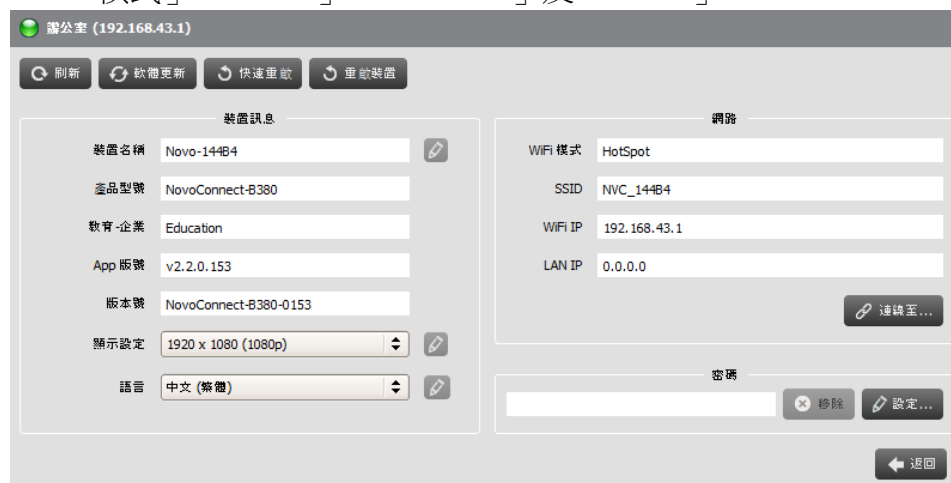 模式」 」 」及 」
辦公室 (192.168.43.1)
刷新 軟體更新 快速重啟 重啟裝置
裝置訊息
裝置名稱 Novo-144B4
產品型號 NovoConnect-B380
教育-企業 Education
App 版號 v2.2.0.153
版本號 NovoConnect-B380-0153
顯示設定 1920 x 1080 (1080p)
語言 中文 (繁體)
網路
WiFi 模式 HotSpot
SSID NVC_144B4
WiFi IP 192.168.43.1
LAN IP 0.0.0.0
連線至...
密碼
移除 設定...
返回